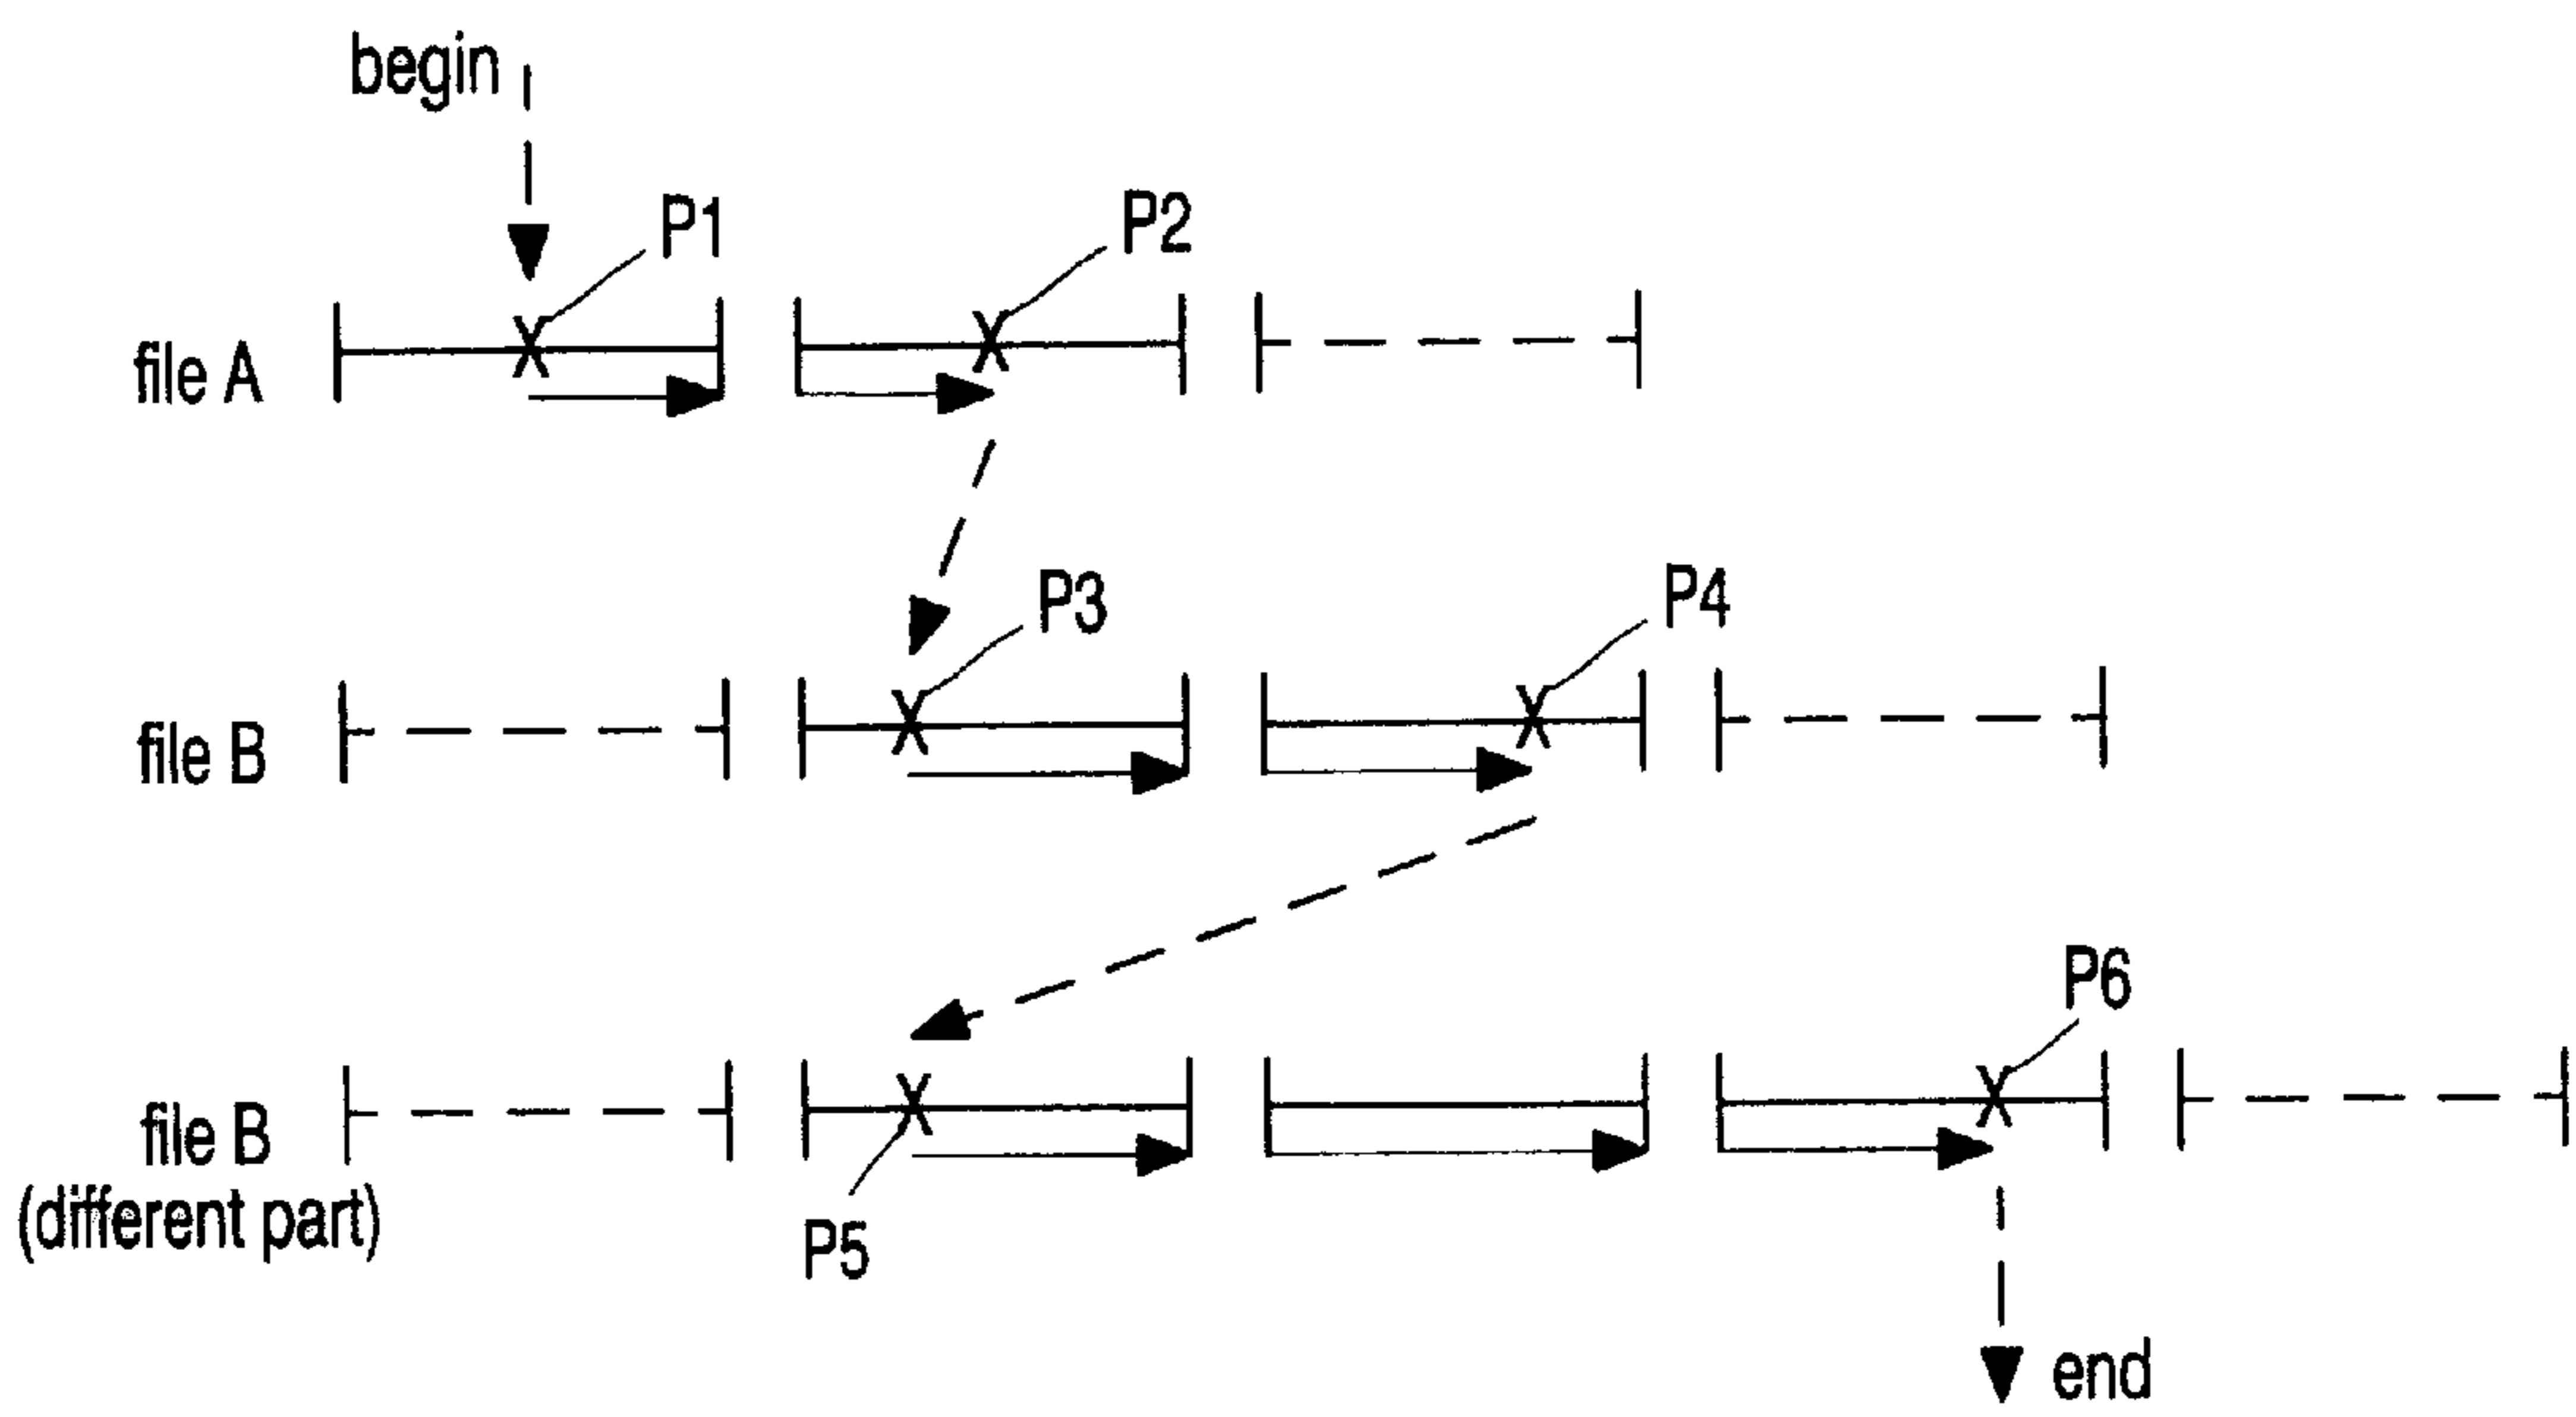 begin
P1
P2
file A
P3
P4
file B
P6
file B
(different part)
P5
end